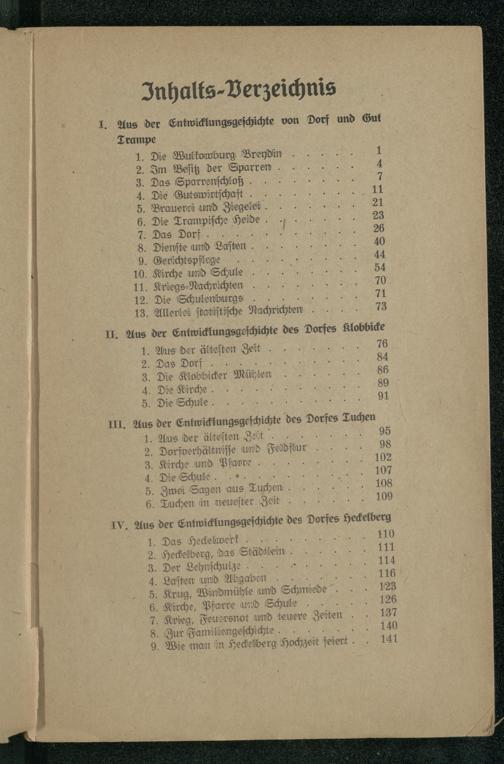 Inhalts-Verzeichnis
I. Aus der Entwicklungsgeschichte von Dorf und Gut
Trampe
1. Die Wulkowburg Breydin . . . . . 1
2. Im Besitz der Sparren . . . . . . 4
3. Das Sparrenschloß . . . . . . . 7
4. Die Gutswirtschaft . . . . . . . 11
5. Brauerei und Ziegelei . . . . . . 21
6. Die Trampische Heide . . . . . . 23
7. Das Dorf . . . . . . . . . 26
8. Dienste und Lasten . . . . . . . 40
9. Gerichtspflege . . . . . . . . 44
10. Kirche und Schule . . . . . . . 54
11. Kriegs-Nachrichten . . . . . . . 70
12. Die Schulenburgs . . . . . . . 71
13. Allerlei statistische Nachrichten . . . . 73
II. Aus der Entwicklungsgeschichte des Dorfes Klobbicke
1. Aus der ältesten Zeit . . . . . . 76
2. Das Dorf . . . . . . . . . 84
3. Die Klobbicker Mühlen . . . . . . 86
4. Die Kirche . . . . . . . . . 89
5. Die Schule . . . . . . . . . 91
III. Aus der Entwicklungsgeschichte des Dorfes Tuchen
1. Aus der ältesten Zeit . . . . . . 95
2. Dorfverhältnisse und Feldflur . . . . 98
3. Kirche und Pfarre . . . . . . . 102
4. Die Schule . . . . . . . . . 107
5. Zwei Sagen aus Tuchen . . . . . . 108
6. Tuchen in neuester Zeit . . . . . . 109
IV. Aus der Entwicklungsgeschichte des Dorfes Heckelberg
1. Das Heckelwerk . . . . . . . . 110
2. Heckelberg, das Städtlein . . . . . 111
3. Der Lehnschulze . . . . . . . . 114
4. Lasten und Abgaben . . . . . . . 116
5. Krug, Windmühle und Schmiede . . . . 123
6. Kirche, Pfarre und Schule . . . . . 126
7. Krieg, Feuersnot und teuere Zeiten . . . 137
8. Zur Familiengeschichte . . . . . . 140
9. Wie man in Heckelberg Hochzeit feiert . . 141